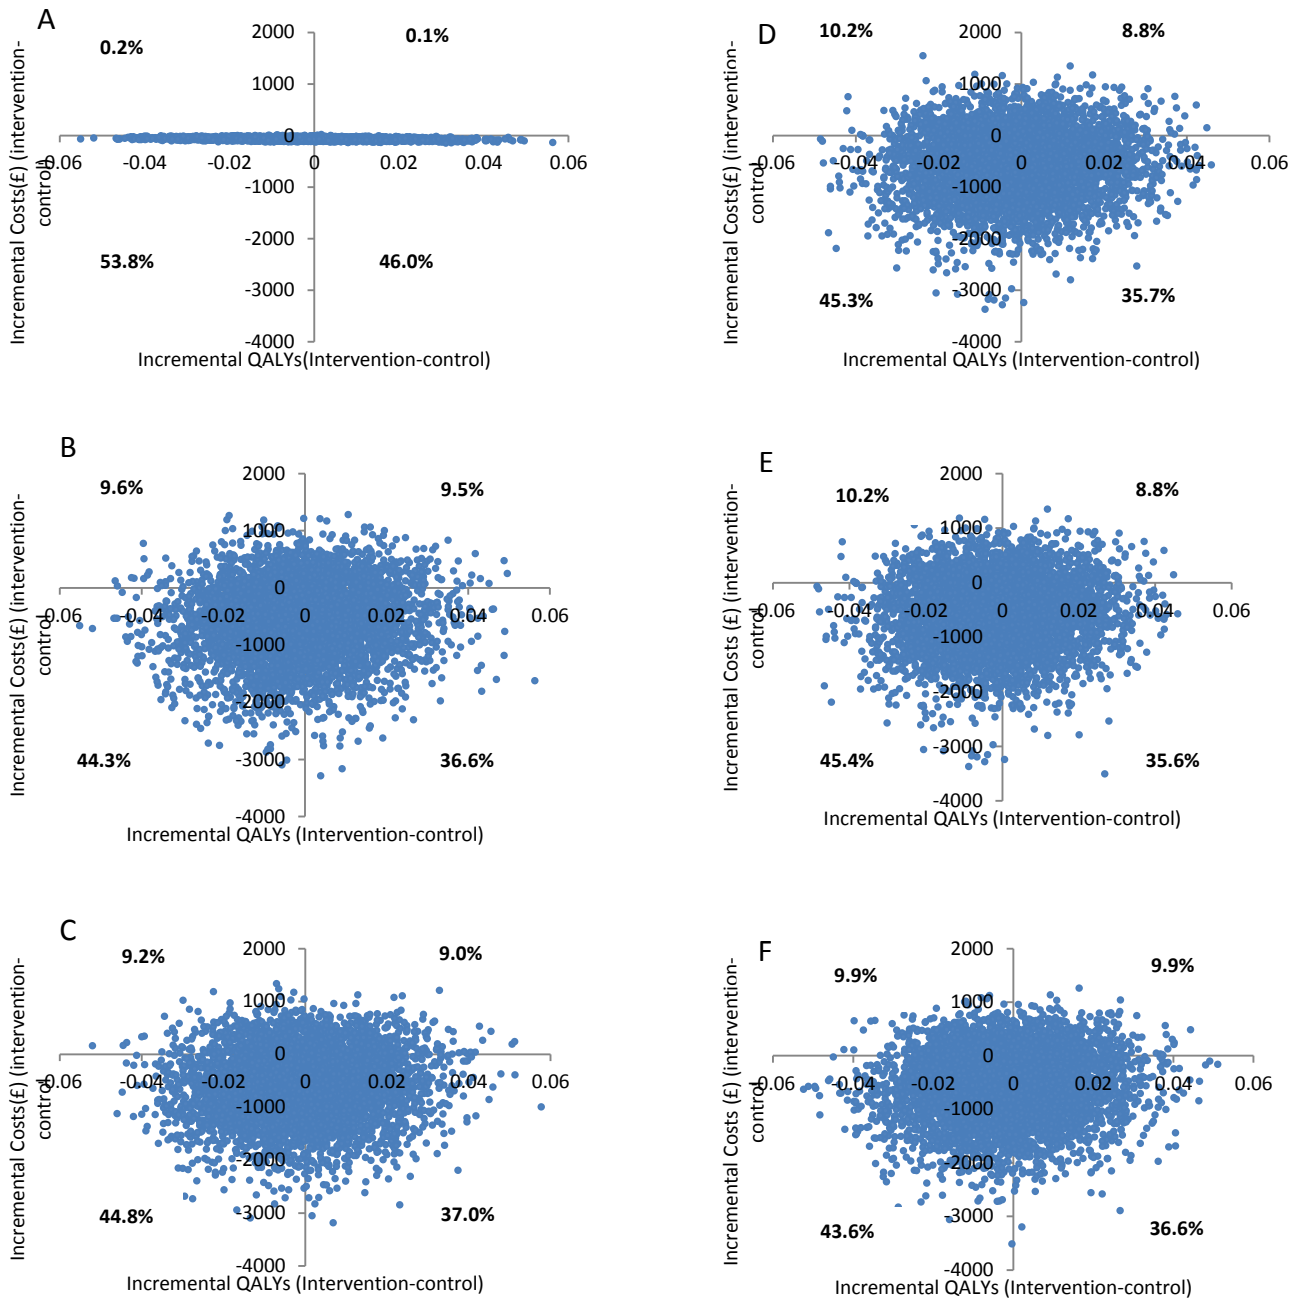 A
0.2%
0.1%
Incremental Costs(£) (intervention-
control)
2000
1000
0
-1000
-2000
-3000
-4000
-0.06 -0.04 -0.02 0 0.02 0.04 0.06
53.8%
46.0%
Incremental QALYs(Intervention-control)
D
10.2%
8.8%
Incremental Costs(£) (intervention-
control)
2000
1000
0
-1000
-2000
-3000
-4000
-0.06 -0.04 -0.02 0 0.02 0.04 0.06
45.3%
35.7%
Incremental QALYs (Intervention-control)
B
9.6%
9.5%
Incremental Costs(£) (intervention-
control)
2000
1000
0
-1000
-2000
-3000
-4000
-0.06 -0.04 -0.02 0 0.02 0.04 0.06
44.3%
36.6%
Incremental QALYs (Intervention-control)
E
10.2%
8.8%
Incremental Costs(£) (intervention-
control)
2000
1000
0
-1000
-2000
-3000
-4000
-0.06 -0.04 -0.02 0 0.02 0.04 0.06
45.4%
35.6%
Incremental QALYs (Intervention-control)
C
9.2%
9.0%
Incremental Costs (£) (intervention-
control)
2000
1000
0
-1000
-2000
-3000
-4000
-0.06 -0.04 -0.02 0 0.02 0.04 0.06
44.8%
37.0%
Incremental QALYs (Intervention-control)
F
9.9%
9.9%
Incremental Costs (£) (intervention-
control)
2000
1000
0
-1000
-2000
-3000
-4000
-0.06 -0.04 -0.02 0 0.02 0.04 0.06
43.6%
36.6%
Incremental QALYs (Intervention-control)